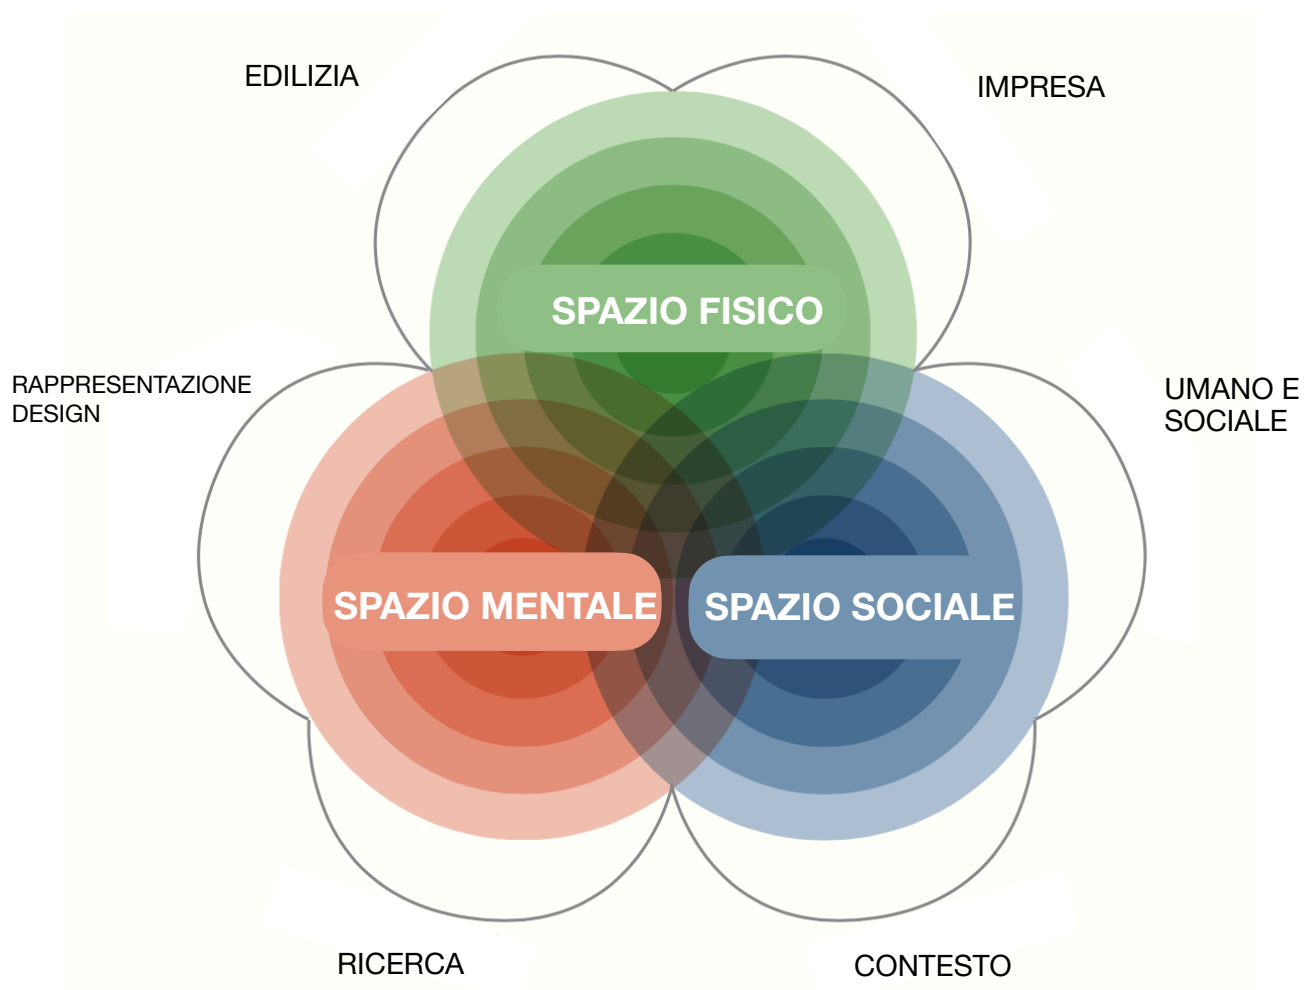 EDILIZIA
IMPRESA
SPAZIO FISICO
RAPPRESENTAZIONE
DESIGN
UMANO E
SOCIALE
SPAZIO MENTALE
SPAZIO SOCIALE
RICERCA
CONTESTO